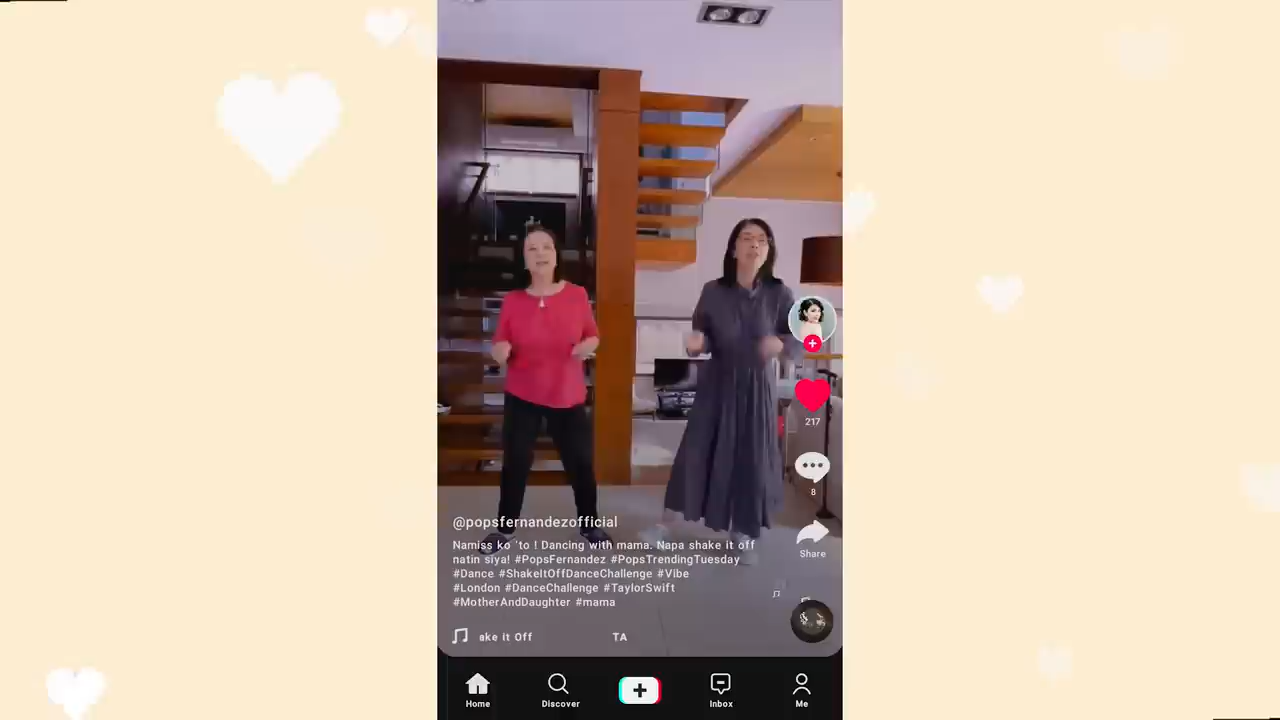 217
8
Share
@popsfernandezofficial
Namiss ko 'to ! Dancing with mama. Napa shake it off
natin siya! #PopsFernandez #PopsTrendingTuesday
#Dance #ShakeItOffDanceChallenge #Vibe
#London #DanceChallenge #TaylorSwift
#MotherAndDaughter #mama
ake it Off TA
Home Discover Inbox Me